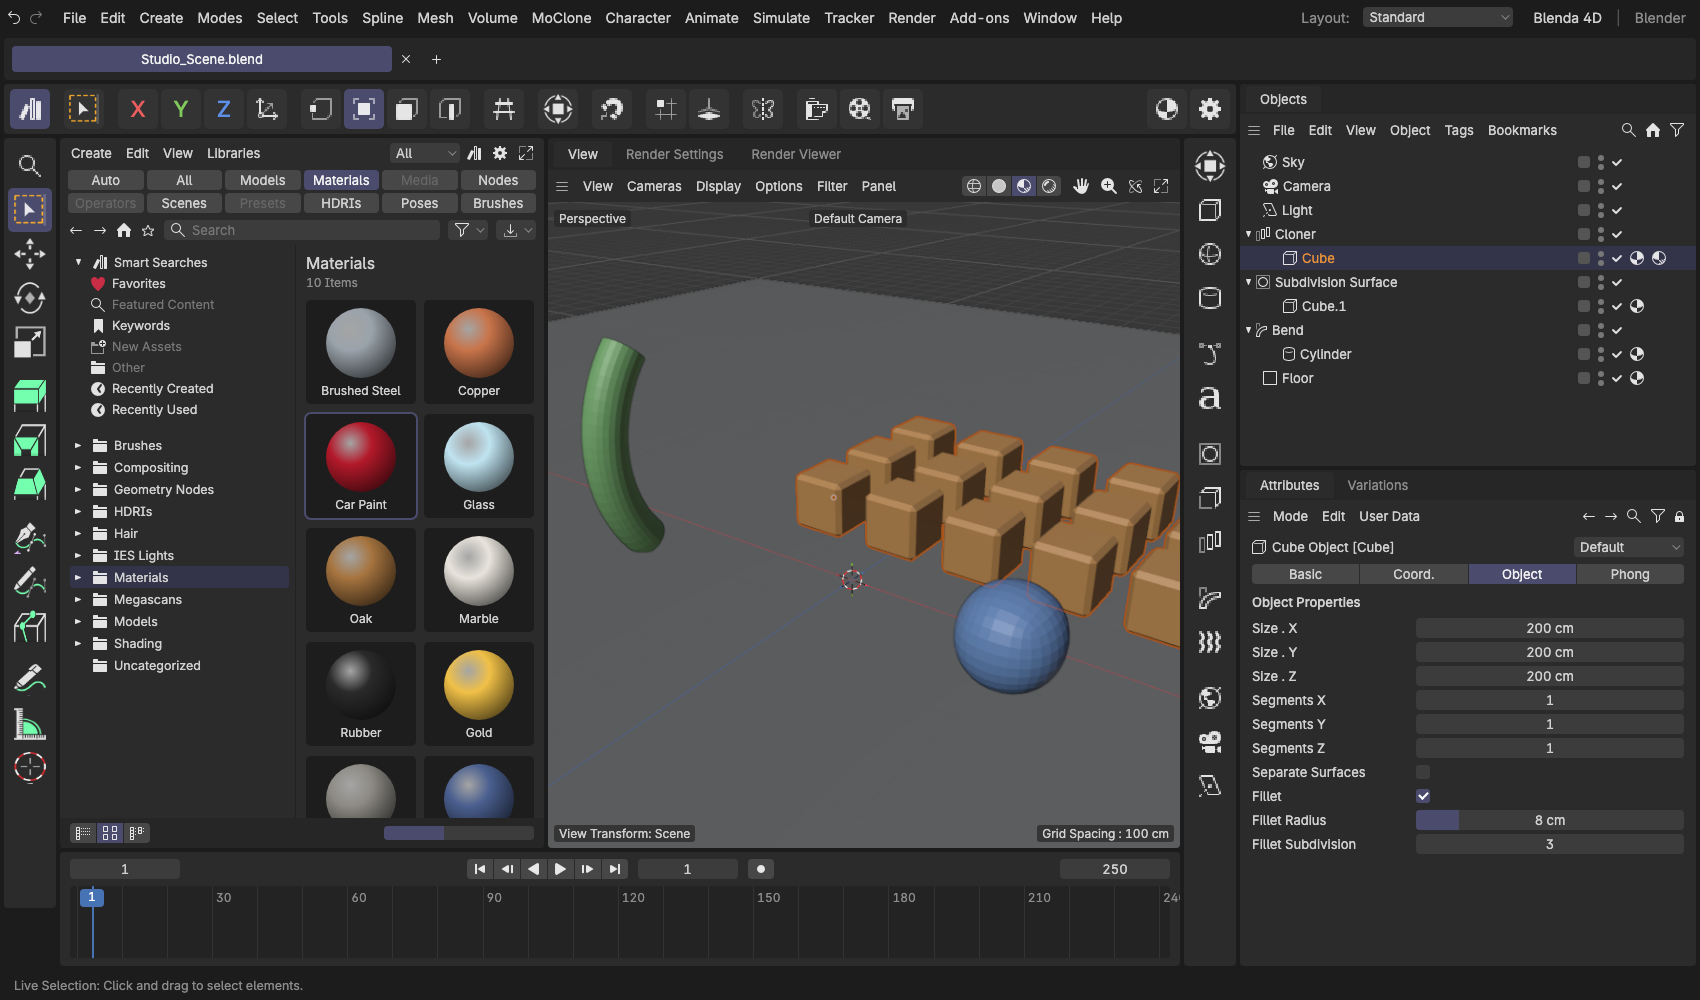 File Edit Create Modes Select Tools Spline Mesh Volume MoClone Character Animate Simulate Tracker Render Add-ons Window Help Layout: Standard Blenda 4D Blender
Studio_Scene.blend
X Y Z
Objects
File Edit View Object Tags Bookmarks
Sky
Camera
Light
Cloner
Cube
Subdivision Surface
Cube.1
Bend
Cylinder
Floor
Create Edit View Libraries All
Auto All Models Materials Media Nodes
Operators Scenes Presets HDRIs Poses Brushes
Search
Smart Searches
Favorites
Featured Content
Keywords
New Assets
Other
Recently Created
Recently Used
Brushes
Compositing
Geometry Nodes
HDRIs
Hair
IES Lights
Materials
Megascans
Models
Shading
Uncategorized
Materials
10 Items
Brushed Steel Copper
Car Paint Glass
Oak Marble
Rubber Gold
View Render Settings Render Viewer
View Cameras Display Options Filter Panel
Perspective Default Camera
View Transform: Scene Grid Spacing : 100 cm
a
Attributes Variations
Mode Edit User Data
Cube Object [Cube] Default
Basic Coord. Object Phong
Object Properties
Size . X 200 cm
Size . Y 200 cm
Size . Z 200 cm
Segments X 1
Segments Y 1
Segments Z 1
Separate Surfaces
Fillet
Fillet Radius 8 cm
Fillet Subdivision 3
1 1 250
1 30 60 90 120 150 180 210 240
Live Selection: Click and drag to select elements.